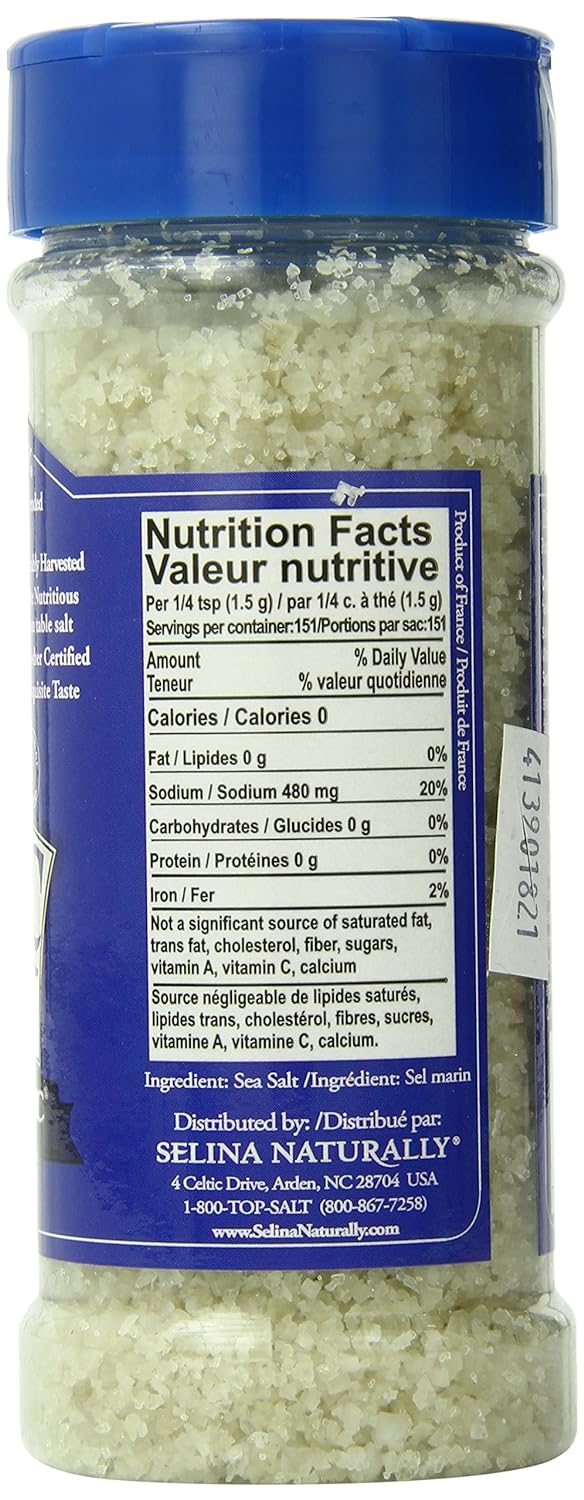 Harvested
Nutritious
table salt
Certified
Taste
Nutrition Facts
Valeur nutritive
Per 1/4 tsp (1.5 g) / par 1/4 c. à thé (1.5 g)
Servings per container:151/Portions par sac:151
Amount % Daily Value
Teneur % valeur quotidienne
Calories / Calories 0
Fat / Lipides 0 g 0%
Sodium / Sodium 480 mg 20%
Carbohydrates / Glucides 0 g 0%
Protein / Protéines 0 g 0%
Iron / Fer 2%
Not a significant source of saturated fat,
trans fat, cholesterol, fiber, sugars,
vitamin A, vitamin C, calcium
Source négligeable de lipides saturés,
lipides trans, cholestérol, fibres, sucres,
vitamine A, vitamine C, calcium.
Product of France / Produit de France
Ingredient: Sea Salt /Ingrédient: Sel marin
Distributed by: /Distribué par:
SELINA NATURALLY®
4 Celtic Drive, Arden, NC 28704 USA
1-800-TOP-SALT (800-867-7258)
www.SelinaNaturally.com
413901821